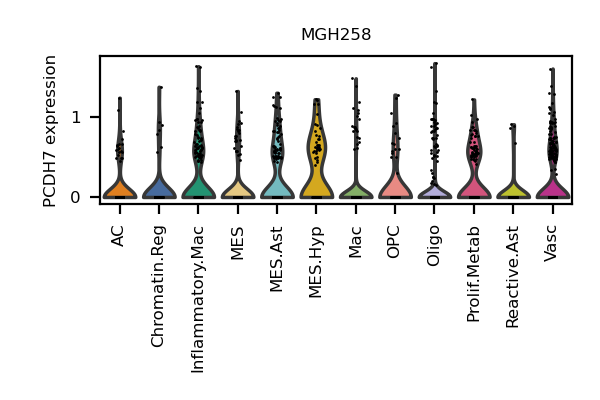 MGH258
PCDH7 expression
1
0
AC
Chromatin.Reg
Inflammatory.Mac
MES
MES.Ast
MES.Hyp
Mac
OPC
Oligo
Prolif.Metab
Reactive.Ast
Vasc